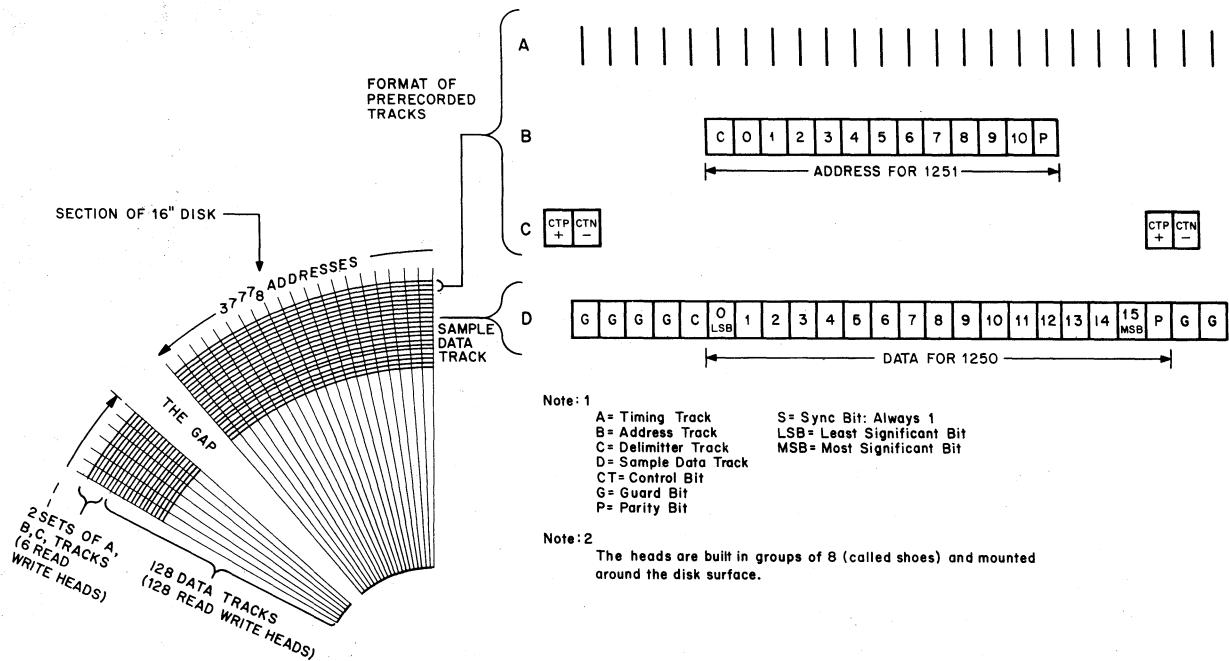 A
FORMAT OF
PRERECORDED
TRACKS
B
C 0 1 2 3 4 5 6 7 8 9 10 P
ADDRESS FOR 1251
SECTION OF 16" DISK
C
CTP + CTN −
CTP + CTN −
3777₈ ADDRESSES
SAMPLE
DATA
TRACK
D
G G G G C 0 LSB 1 2 3 4 5 6 7 8 9 10 11 12 13 14 15 MSB P G G
DATA FOR 1250
THE GAP
2 SETS OF A,
B,C, TRACKS
(6 READ
WRITE HEADS)
128 DATA TRACKS
(128 READ WRITE HEADS)
Note: 1
A= Timing Track
B= Address Track
C= Delimitter Track
D= Sample Data Track
CT= Control Bit
G= Guard Bit
P= Parity Bit
S= Sync Bit: Always 1
LSB= Least Significant Bit
MSB= Most Significant Bit
Note: 2
The heads are built in groups of 8 (called shoes) and mounted
around the disk surface.